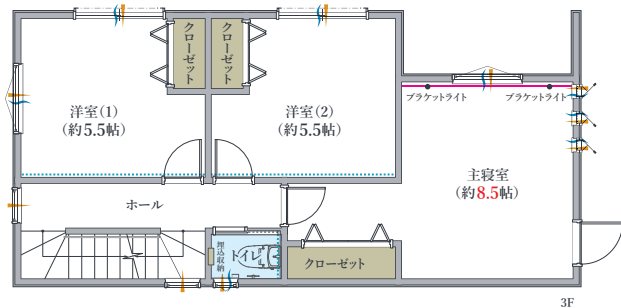 クローゼット
クローゼット
洋室(1)
(約5.5帖)
洋室(2)
(約5.5帖)
ブラケットライト
ブラケットライト
主寝室
(約8.5帖)
ホール
埋込収納
トイレ
クローゼット
3F